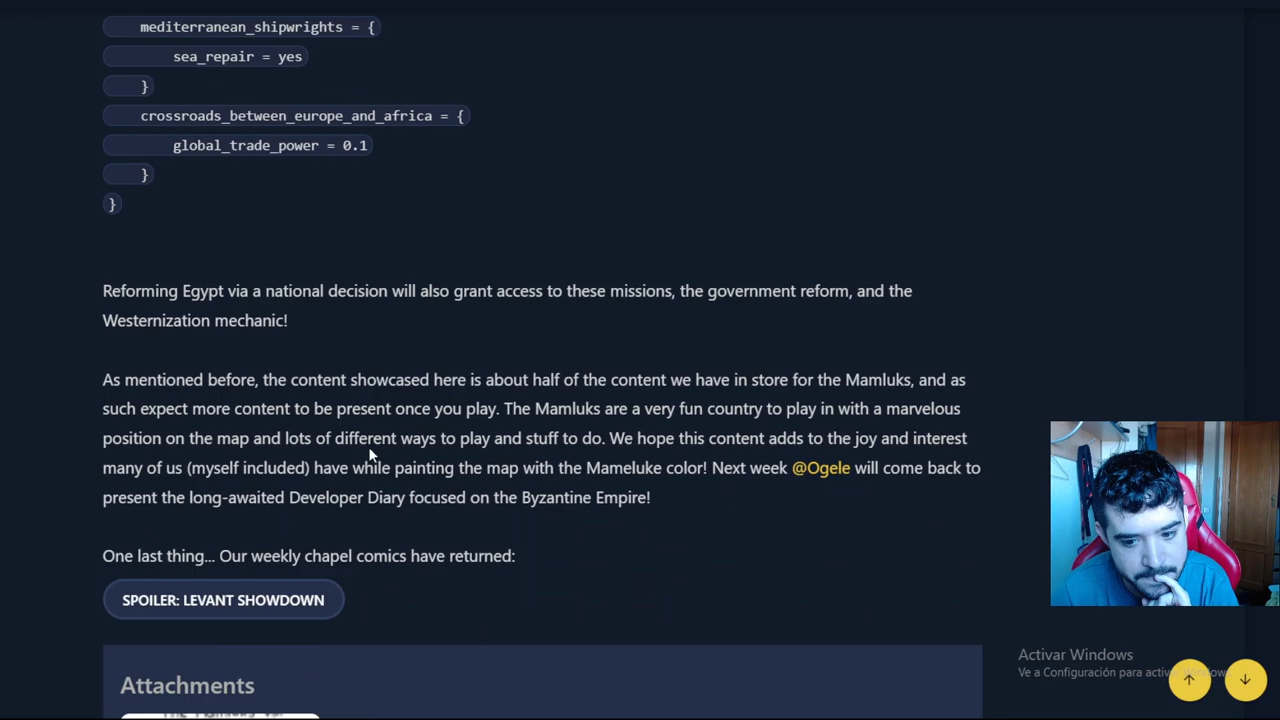 mediterranean_shipwrights = {
sea_repair = yes
}
crossroads_between_europe_and_africa = {
global_trade_power = 0.1
}
}
Reforming Egypt via a national decision will also grant access to these missions, the government reform, and the
Westernization mechanic!
As mentioned before, the content showcased here is about half of the content we have in store for the Mamluks, and as
such expect more content to be present once you play. The Mamluks are a very fun country to play in with a marvelous
position on the map and lots of different ways to play and stuff to do. We hope this content adds to the joy and interest
many of us (myself included) have while painting the map with the Mameluke color! Next week @Ogele will come back to
present the long-awaited Developer Diary focused on the Byzantine Empire!
One last thing... Our weekly chapel comics have returned:
SPOILER: LEVANT SHOWDOWN
Attachments
Activar Windows
Ve a Configuración para activar Windows